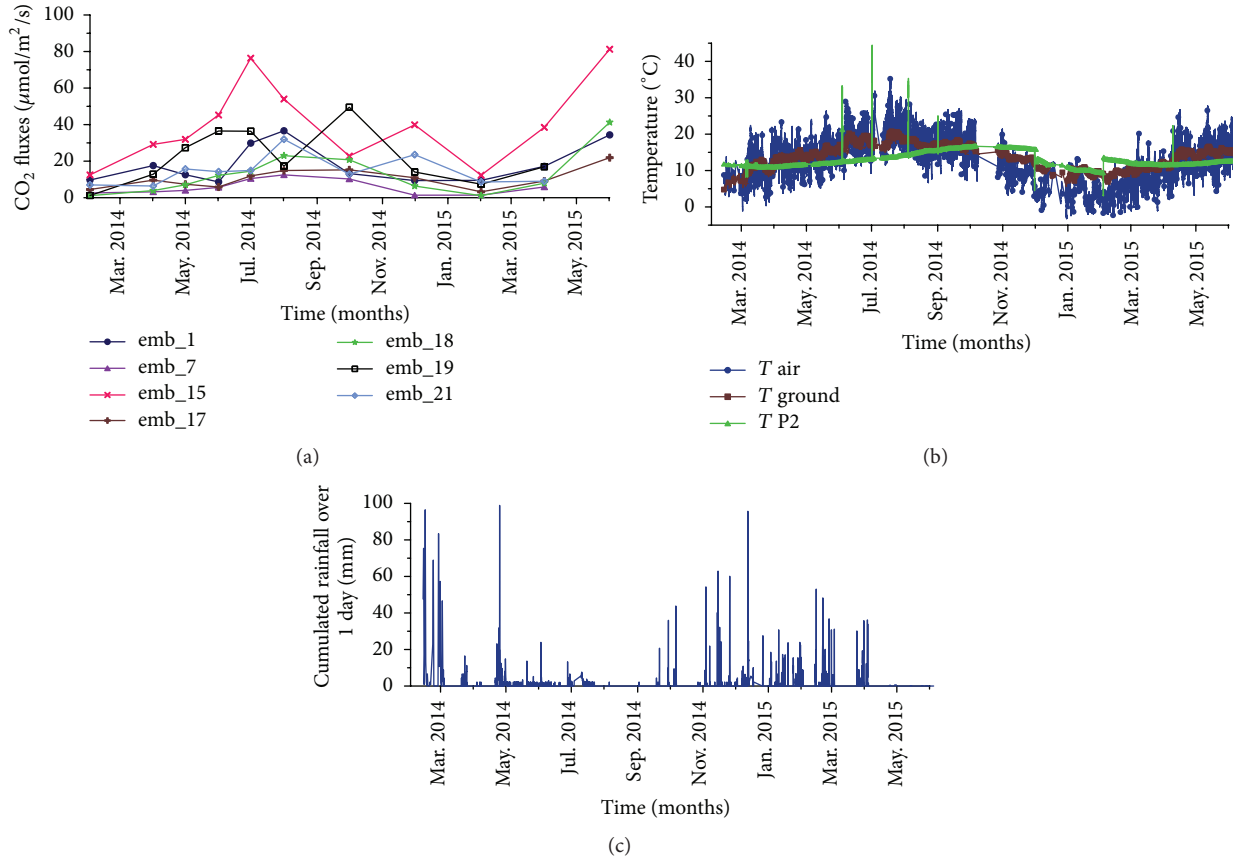 100
80
60
40
20
0
CO₂ fluxes (μmol/m²/s)
Mar. 2014
May. 2014
Jul. 2014
Sep. 2014
Nov. 2014
Jan. 2015
Mar. 2015
May. 2015
Time (months)
emb_1
emb_7
emb_15
emb_17
emb_18
emb_19
emb_21
(a)
40
30
20
10
0
Temperature (°C)
Mar. 2014
May. 2014
Jul. 2014
Sep. 2014
Nov. 2014
Jan. 2015
Mar. 2015
May. 2015
Time (months)
T air
T ground
T P2
(b)
100
80
60
40
20
0
Cumulated rainfall over
1 day (mm)
Mar. 2014
May. 2014
Jul. 2014
Sep. 2014
Nov. 2014
Jan. 2015
Mar. 2015
May. 2015
Time (months)
(c)